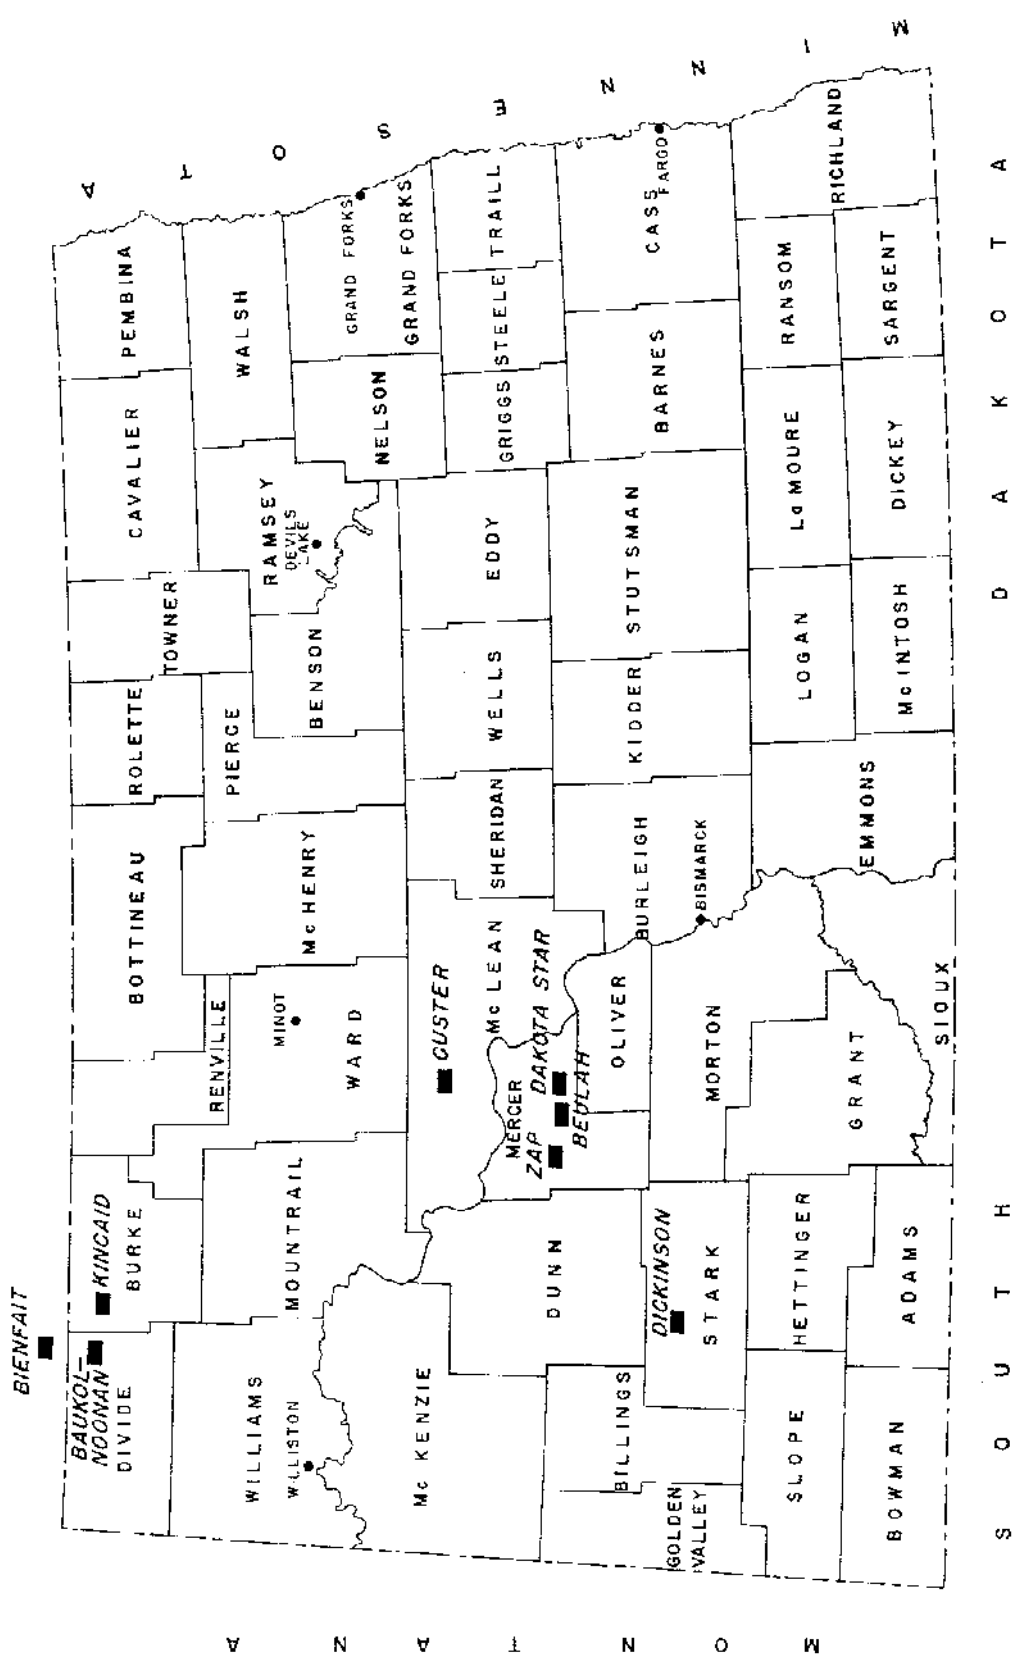 BIENFAIT
BAUKOL-
NOONAN
DIVIDE
KINCAID
BURKE
RENVILLE
BOTTINEAU
ROLETTE
TOWNER
CAVALIER
PEMBINA
WILLIAMS
WILLISTON
MOUNTRAIL
WARD
MINOT
McHENRY
PIERCE
BENSON
RAMSEY
DEVILS
LAKE
WALSH
NELSON
GRAND FORKS
GRAND FORKS
McKENZIE
DUNN
MERCER
ZAP
BEULAH
DAKOTA STAR
CUSTER
McLEAN
SHERIDAN
WELLS
EDDY
GRIGGS
STEELE
TRAILL
GOLDEN
VALLEY
BILLINGS
DICKINSON
STARK
MORTON
OLIVER
BURLEIGH
BISMARCK
KIDDER
STUTSMAN
BARNES
CASS
FARGO
SLOPE
HETTINGER
GRANT
BOWMAN
ADAMS
SIOUX
EMMONS
LOGAN
McINTOSH
LaMOURE
DICKEY
RANSOM
SARGENT
RICHLAND
MONTANA
SOUTH DAKOTA
MINNESOTA